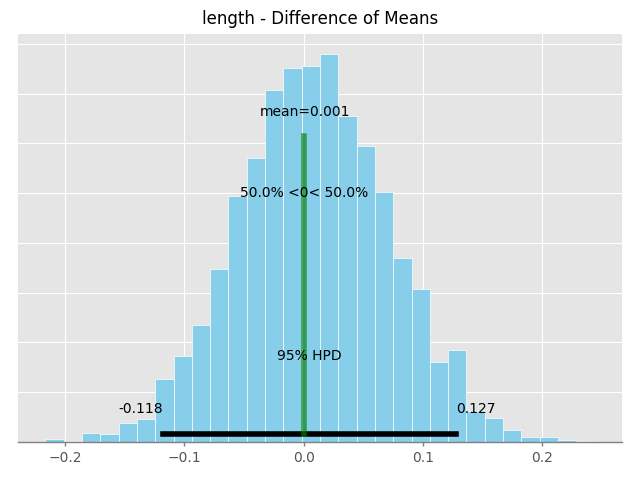 length - Difference of Means
mean=0.001
50.0% <0< 50.0%
95% HPD
-0.118 0.127
−0.2 −0.1 0.0 0.1 0.2